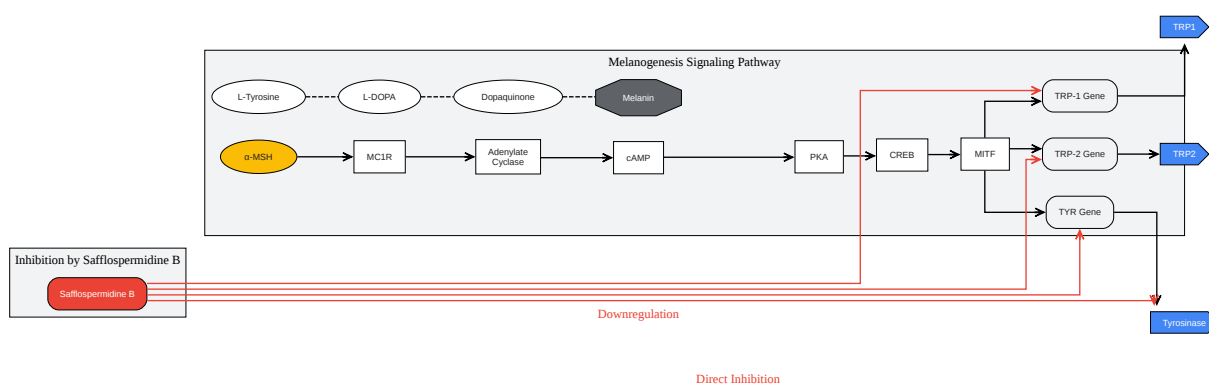 TRP1
Melanogenesis Signaling Pathway
L-Tyrosine
L-DOPA
Dopaquinone
Melanin
TRP-1 Gene
α-MSH
MC1R
Adenylate
Cyclase
cAMP
PKA
CREB
MITF
TRP-2 Gene
TRP2
TYR Gene
Inhibition by Safflospermidine B
Safflospermidine B
Downregulation
Tyrosinase
Direct Inhibition